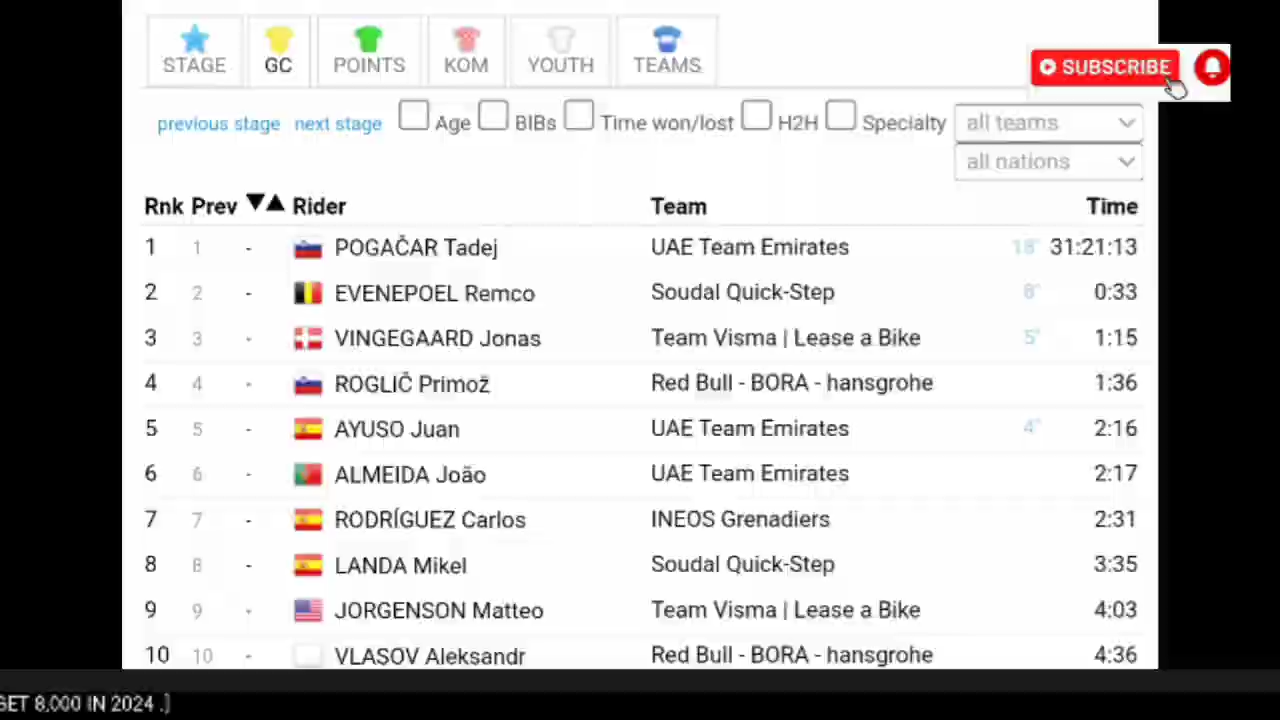 STAGE GC POINTS KOM YOUTH TEAMS
SUBSCRIBE
previous stage next stage Age BIBs Time won/lost H2H Specialty all teams
all nations
Rnk Prev ▼▲ Rider Team Time
1 1 - POGAČAR Tadej UAE Team Emirates 18" 31:21:13
2 2 - EVENEPOEL Remco Soudal Quick-Step 8" 0:33
3 3 - VINGEGAARD Jonas Team Visma | Lease a Bike 5" 1:15
4 4 - ROGLIČ Primož Red Bull - BORA - hansgrohe 1:36
5 5 - AYUSO Juan UAE Team Emirates 4" 2:16
6 6 - ALMEIDA João UAE Team Emirates 2:17
7 7 - RODRÍGUEZ Carlos INEOS Grenadiers 2:31
8 8 - LANDA Mikel Soudal Quick-Step 3:35
9 9 - JORGENSON Matteo Team Visma | Lease a Bike 4:03
10 10 - VLASOV Aleksandr Red Bull - BORA - hansgrohe 4:36
GET 8,000 IN 2024 .]